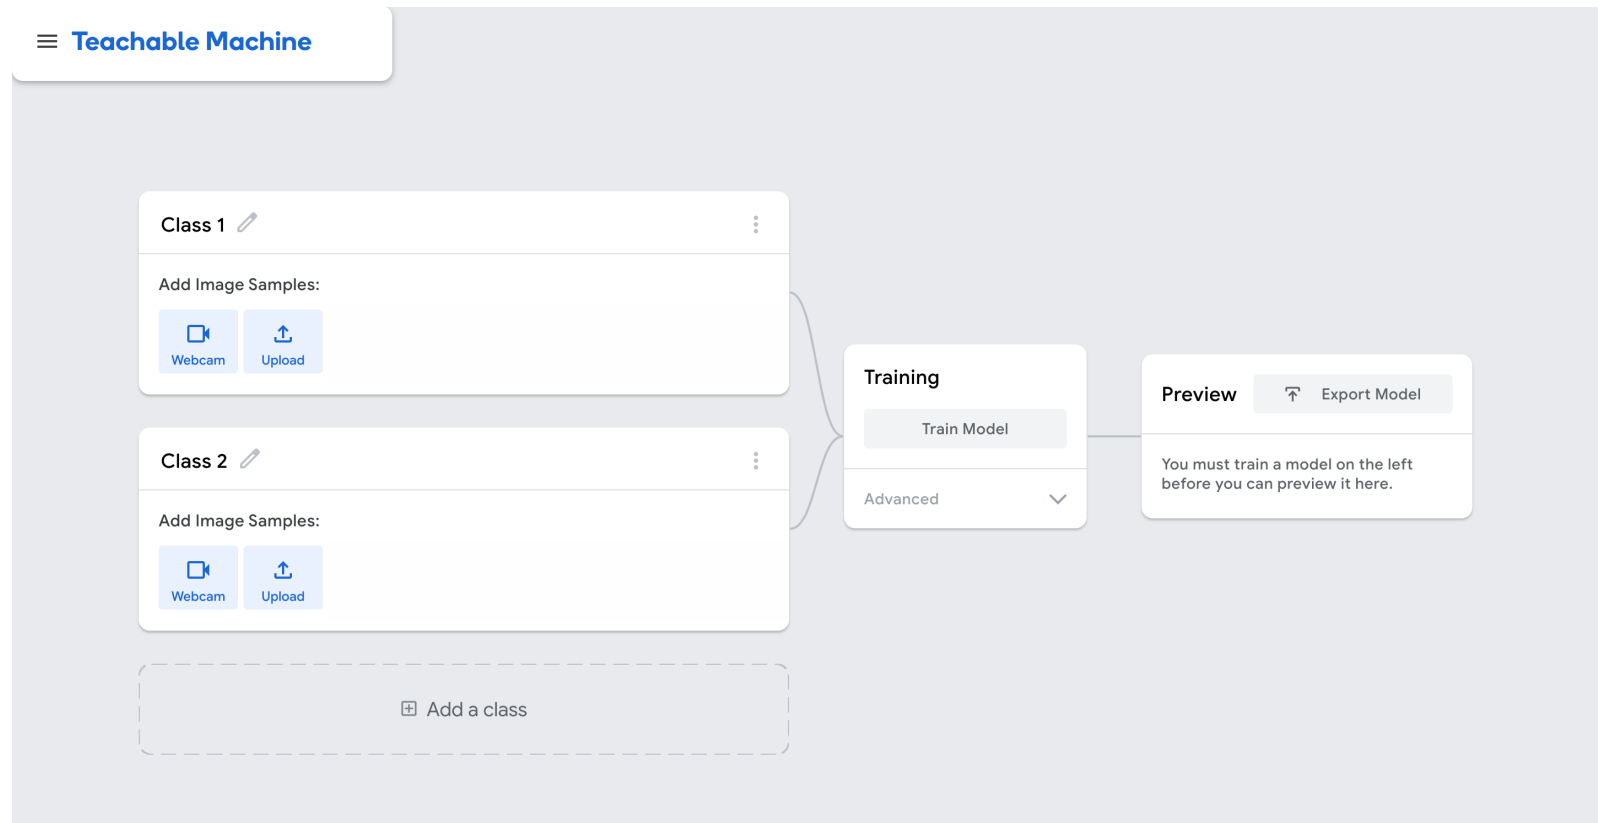 Teachable Machine
Class 1
Add Image Samples:
Webcam
Upload
Class 2
Add Image Samples:
Webcam
Upload
Add a class
Training
Train Model
Advanced
Preview
Export Model
You must train a model on the left
before you can preview it here.